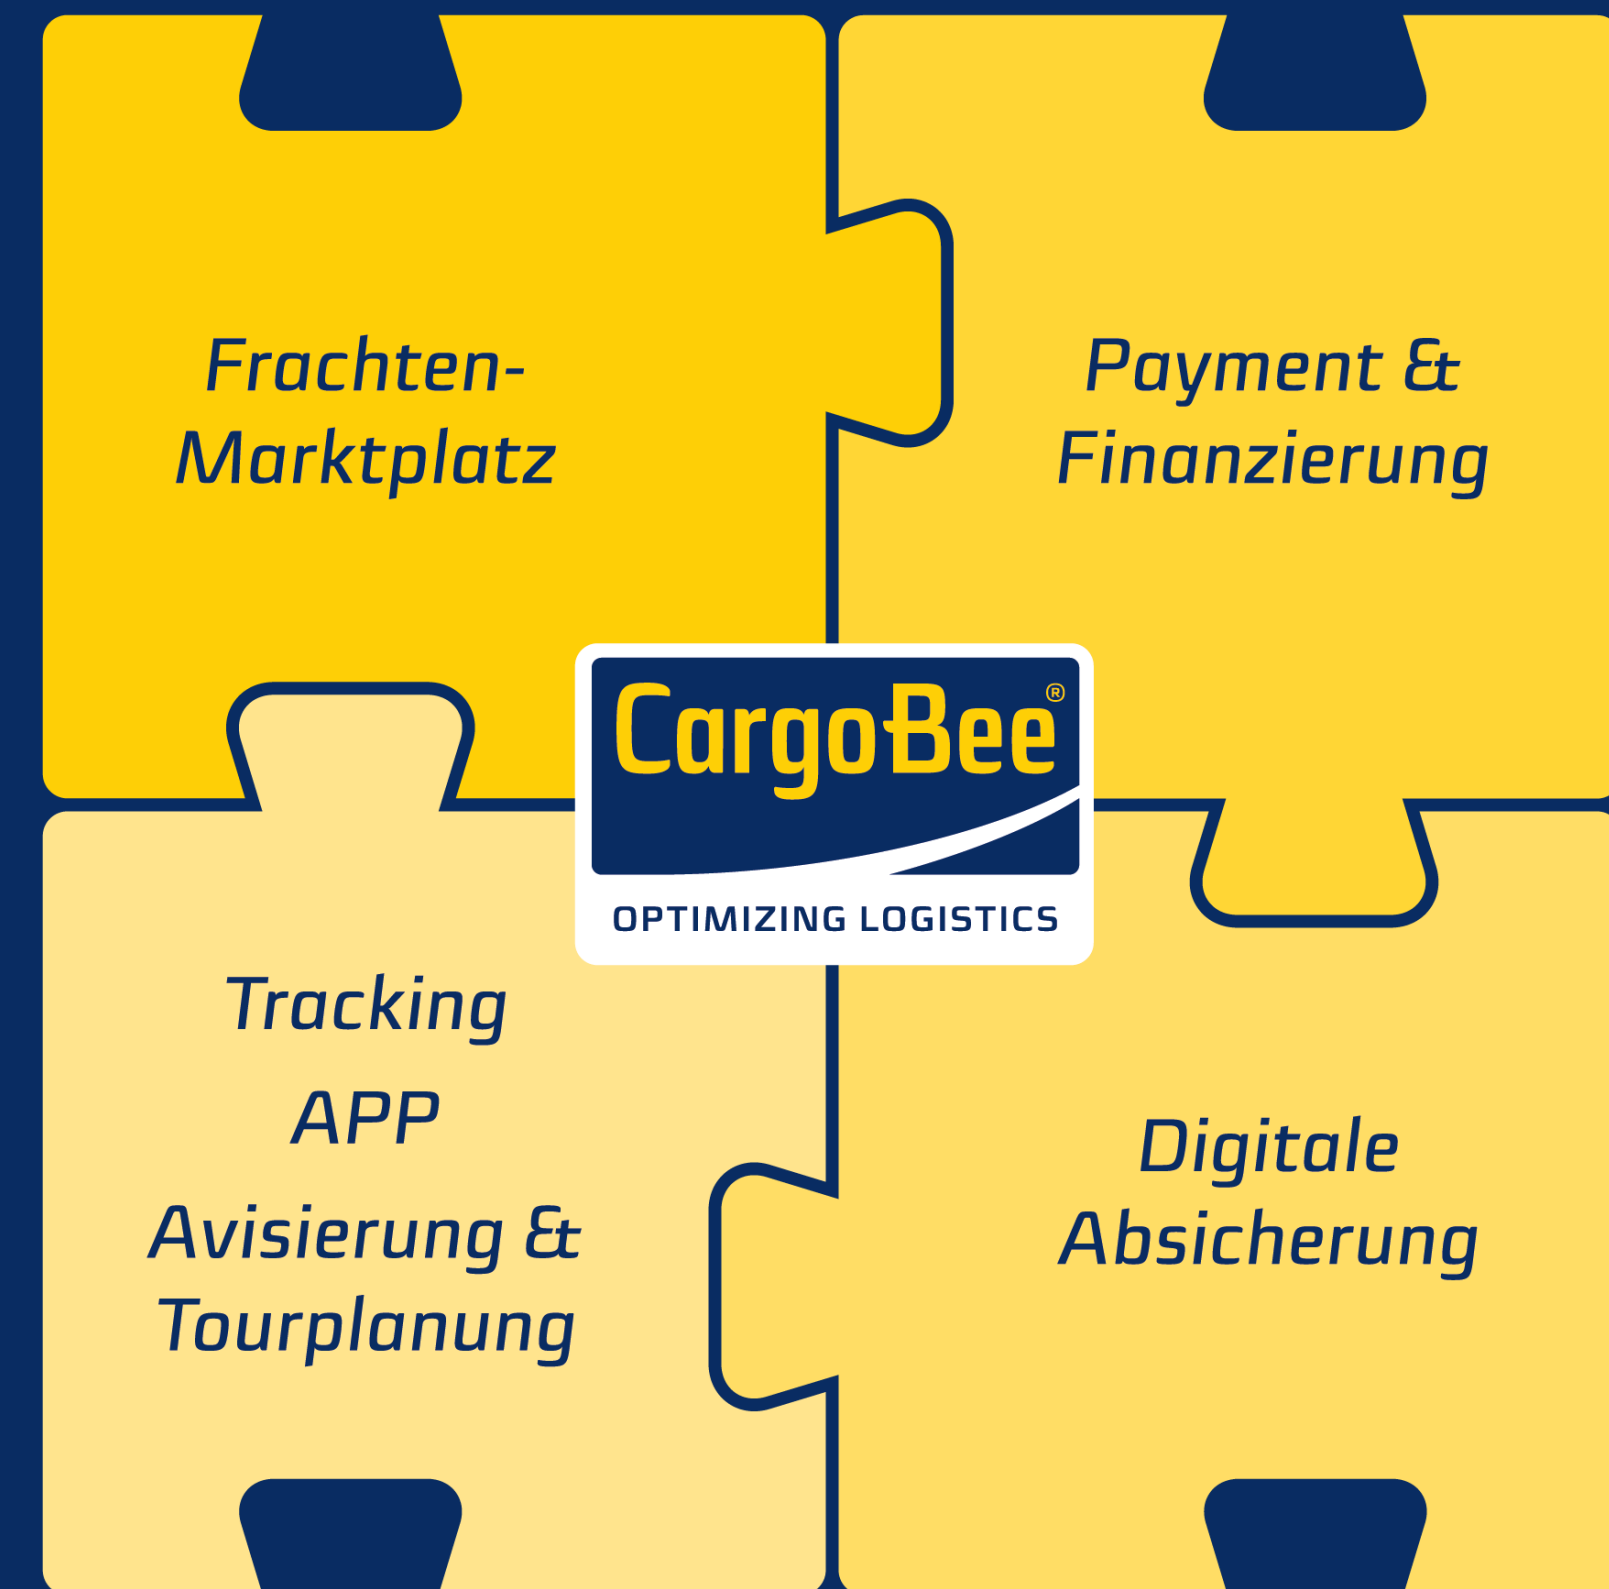 Frachten-
Marktplatz
Payment &
Finanzierung
CargoBee®
OPTIMIZING LOGISTICS
Tracking
APP
Avisierung &
Tourplanung
Digitale
Absicherung